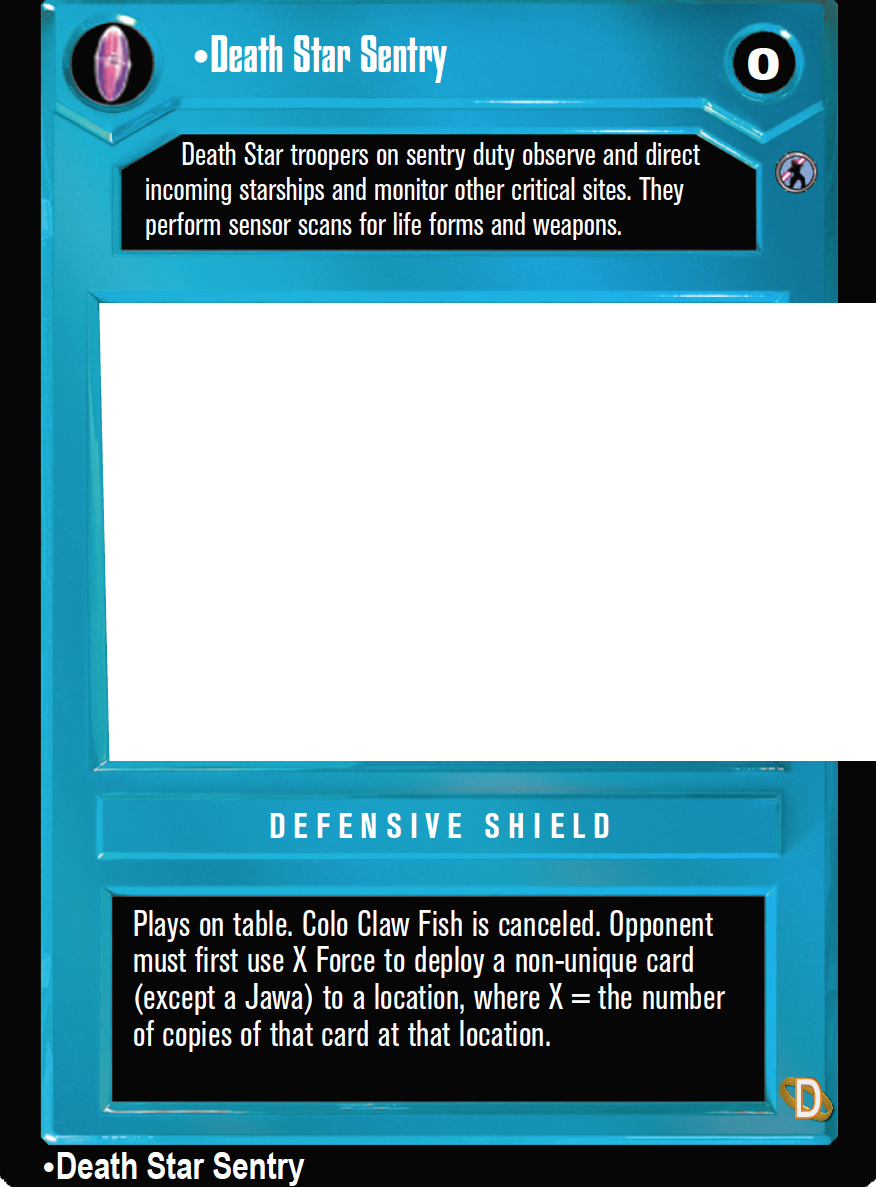 •Death Star Sentry
0
Death Star troopers on sentry duty observe and direct
incoming starships and monitor other critical sites. They
perform sensor scans for life forms and weapons.
DEFENSIVE SHIELD
Plays on table. Colo Claw Fish is canceled. Opponent
must first use X Force to deploy a non-unique card
(except a Jawa) to a location, where X = the number
of copies of that card at that location.
D
•Death Star Sentry